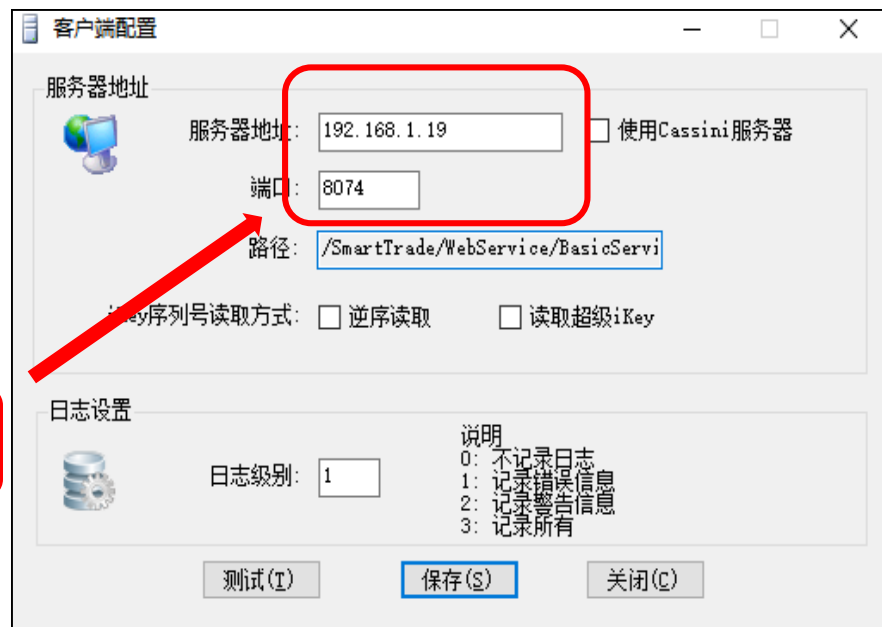 客户端配置
服务器地址
服务器地址: 192.168.1.19 使用Cassini服务器
端口: 8074
路径: /SmartTrade/WebService/BasicServi
序列号读取方式: 逆序读取 读取超级iKey
日志设置
说明
0: 不记录日志
日志级别: 1
1: 记录错误信息
2: 记录警告信息
3: 记录所有
测试(T) 保存(S) 关闭(C)